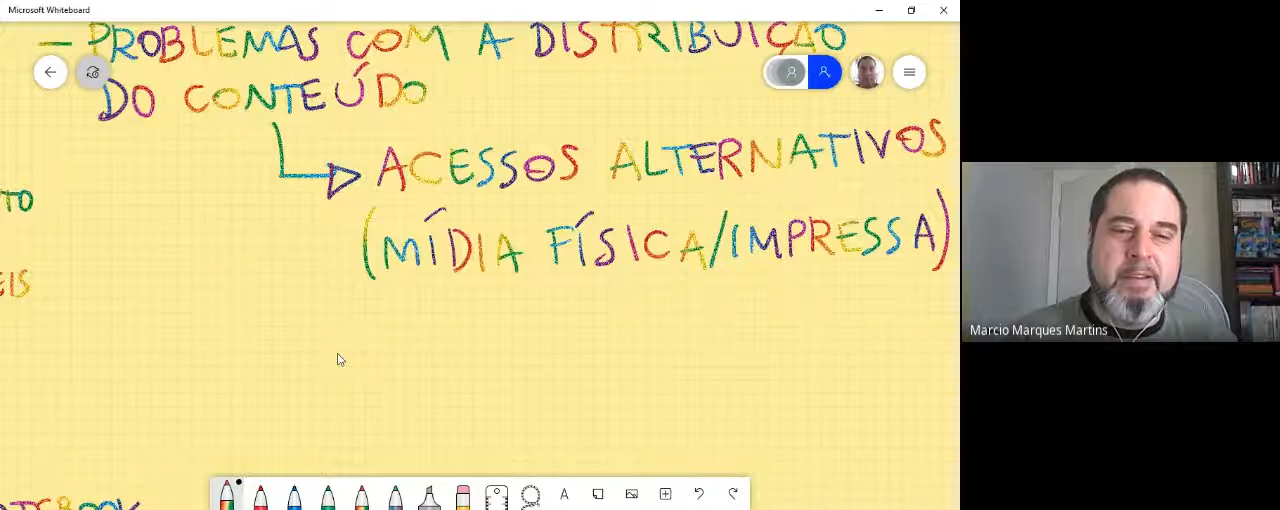 Microsoft Whiteboard
— PROBLEMAS COM A DISTRIBUIÇÃO
DO CONTEÚDO
ACESSOS ALTERNATIVOS
TO
(MÍDIA FÍSICA/IMPRESSA)
EIS
Marcio Marques Martins
A